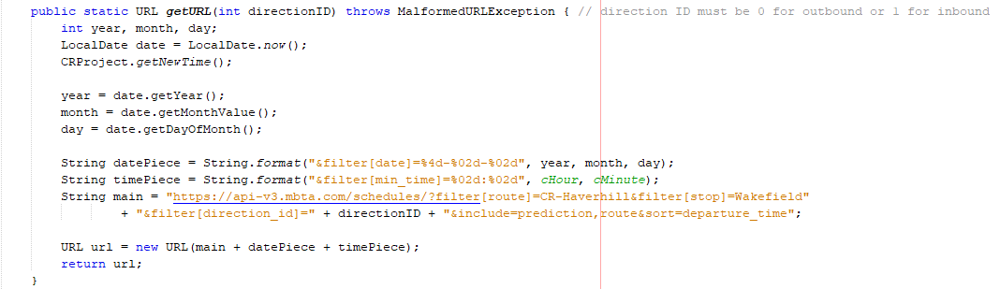 public static URL getURL(int directionID) throws MalformedURLException { // direction ID must be 0 for outbound or 1 for inbound
int year, month, day;
LocalDate date = LocalDate.now();
CRProject.getNewTime();
year = date.getYear();
month = date.getMonthValue();
day = date.getDayOfMonth();
String datePiece = String.format("&filter[date]=%4d-%02d-%02d", year, month, day);
String timePiece = String.format("&filter[min_time]=%02d:%02d", cHour, cMinute);
String main = "https://api-v3.mbta.com/schedules/?filter[route]=CR-Haverhill&filter[stop]=Wakefield"
+ "&filter[direction_id]=" + directionID + "&include=prediction,route&sort=departure_time";
URL url = new URL(main + datePiece + timePiece);
return url;
}